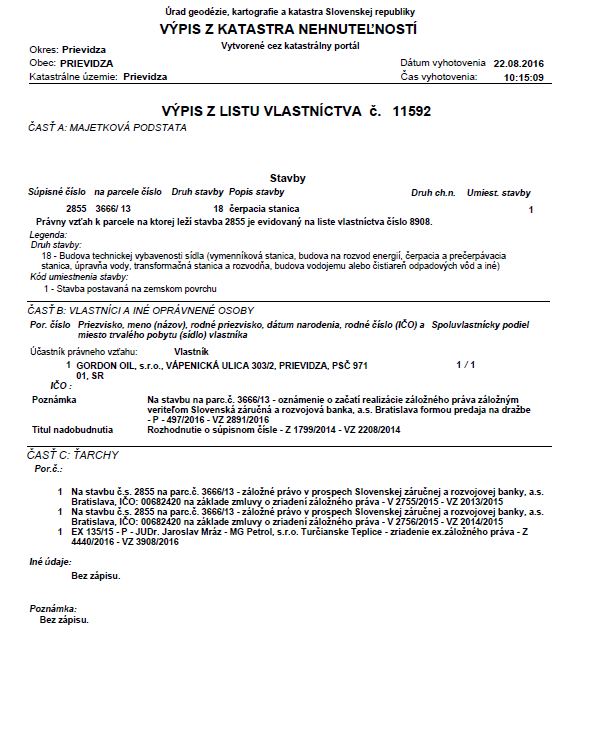 Úrad geodézie, kartografie a katastra Slovenskej republiky
VÝPIS Z KATASTRA NEHNUTEĽNOSTÍ
Vytvorené cez katastrálny portál
Okres: Prievidza
Obec: PRIEVIDZA
Dátum vyhotovenia 22.08.2016
Katastrálne územie: Prievidza
Čas vyhotovenia: 10:15:09
VÝPIS Z LISTU VLASTNÍCTVA č. 11592
ČASŤ A: MAJETKOVÁ PODSTATA
Stavby
Súpisné číslo na parcele číslo Druh stavby Popis stavby Druh ch.n. Umiest. stavby
2855 3666/ 13 18 čerpacia stanica 1
Právny vzťah k parcele na ktorej leží stavba 2855 je evidovaný na liste vlastníctva číslo 8908.
Legenda:
Druh stavby:
18 - Budova technickej vybavenosti sídla (výmenníková stanica, budova na rozvod energií, čerpacia a prečerpávacia
stanica, úpravňa vody, transformačná stanica a rozvodňa, budova vodojemu alebo čistiareň odpadových vôd a iné)
Kód umiestnenia stavby:
1 - Stavba postavaná na zemskom povrchu
ČASŤ B: VLASTNÍCI A INÉ OPRÁVNENÉ OSOBY
Por. číslo Priezvisko, meno (názov), rodné priezvisko, dátum narodenia, rodné číslo (IČO) a Spoluvlastnícky podiel
miesto trvalého pobytu (sídlo) vlastníka
Účastník právneho vzťahu: Vlastník
1 GORDON OIL, s.r.o., VÁPENICKÁ ULICA 303/2, PRIEVIDZA, PSČ 971 1 / 1
01, SR
IČO :
Poznámka Na stavbu na parc.č. 3666/13 - oznámenie o začatí realizácie záložného práva záložným
veriteľom Slovenská záručná a rozvojová banka, a.s. Bratislava formou predaja na dražbe
- P - 497/2016 - VZ 2891/2016
Titul nadobudnutia Rozhodnutie o súpisnom čísle - Z 1799/2014 - VZ 2208/2014
ČASŤ C: ŤARCHY
Por.č.:
1 Na stavbu č.s. 2855 na parc.č. 3666/13 - záložné právo v prospech Slovenskej záručnej a rozvojovej banky, a.s.
Bratislava, IČO: 00682420 na základe zmluvy o zriadení záložného práva - V 2755/2015 - VZ 2013/2015
1 Na stavbu č.s. 2855 na parc.č. 3666/13 - záložné právo v prospech Slovenskej záručnej a rozvojovej banky, a.s.
Bratislava, IČO: 00682420 na základe zmluvy o zriadení záložného práva - V 2756/2015 - VZ 2014/2015
1 EX 135/15 - P - JUDr. Jaroslav Mráz - MG Petrol, s.r.o. Turčianske Teplice - zriadenie ex.záložného práva - Z
4440/2016 - VZ 3908/2016
Iné údaje:
Bez zápisu.
Poznámka:
Bez zápisu.